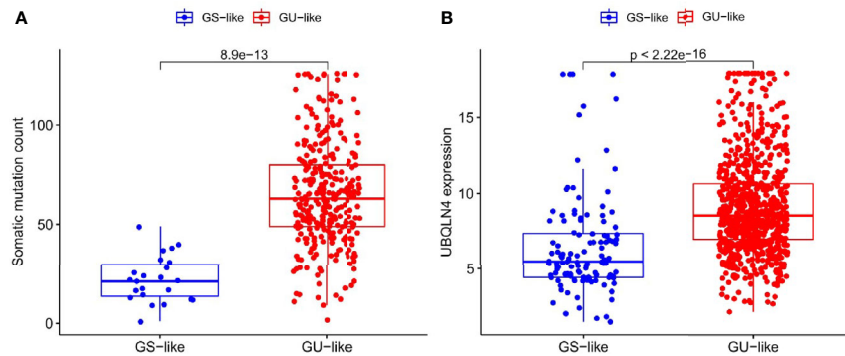 A
GS-like GU-like
8.9e-13
Somatic mutation count
100
50
0
GS-like GU-like
B
GS-like GU-like
p < 2.22e-16
UBQLN4 expression
15
10
5
GS-like GU-like